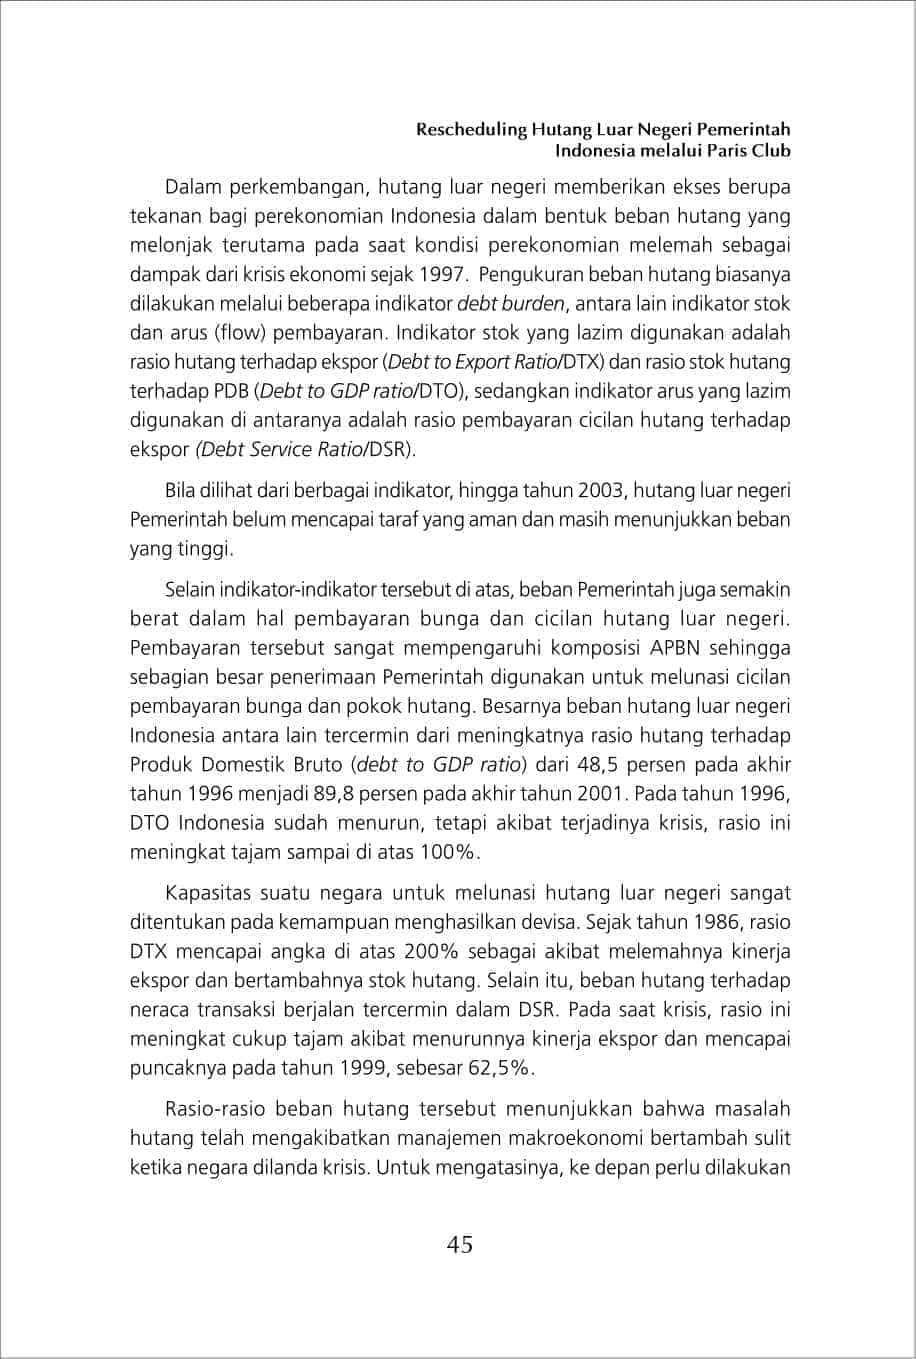 Rescheduling Hutang Luar Negeri Pemerintah
Indonesia melalui Paris Club
Dalam perkembangan, hutang luar negeri memberikan ekses berupa
tekanan bagi perekonomian Indonesia dalam bentuk beban hutang yang
melonjak terutama pada saat kondisi perekonomian melemah sebagai
dampak dari krisis ekonomi sejak 1997. Pengukuran beban hutang biasanya
dilakukan melalui beberapa indikator debt burden, antara lain indikator stok
dan arus (flow) pembayaran. Indikator stok yang lazim digunakan adalah
rasio hutang terhadap ekspor (Debt to Export Ratio/DTX) dan rasio stok hutang
terhadap PDB (Debt to GDP ratio/DTO), sedangkan indikator arus yang lazim
digunakan di antaranya adalah rasio pembayaran cicilan hutang terhadap
ekspor (Debt Service Ratio/DSR).
Bila dilihat dari berbagai indikator, hingga tahun 2003, hutang luar negeri
Pemerintah belum mencapai taraf yang aman dan masih menunjukkan beban
yang tinggi.
Selain indikator-indikator tersebut di atas, beban Pemerintah juga semakin
berat dalam hal pembayaran bunga dan cicilan hutang luar negeri.
Pembayaran tersebut sangat mempengaruhi komposisi APBN sehingga
sebagian besar penerimaan Pemerintah digunakan untuk melunasi cicilan
pembayaran bunga dan pokok hutang. Besarnya beban hutang luar negeri
Indonesia antara lain tercermin dari meningkatnya rasio hutang terhadap
Produk Domestik Bruto (debt to GDP ratio) dari 48,5 persen pada akhir
tahun 1996 menjadi 89,8 persen pada akhir tahun 2001. Pada tahun 1996,
DTO Indonesia sudah menurun, tetapi akibat terjadinya krisis, rasio ini
meningkat tajam sampai di atas 100%.
Kapasitas suatu negara untuk melunasi hutang luar negeri sangat
ditentukan pada kemampuan menghasilkan devisa. Sejak tahun 1986, rasio
DTX mencapai angka di atas 200% sebagai akibat melemahnya kinerja
ekspor dan bertambahnya stok hutang. Selain itu, beban hutang terhadap
neraca transaksi berjalan tercermin dalam DSR. Pada saat krisis, rasio ini
meningkat cukup tajam akibat menurunnya kinerja ekspor dan mencapai
puncaknya pada tahun 1999, sebesar 62,5%.
Rasio-rasio beban hutang tersebut menunjukkan bahwa masalah
hutang telah mengakibatkan manajemen makroekonomi bertambah sulit
ketika negara dilanda krisis. Untuk mengatasinya, ke depan perlu dilakukan
45